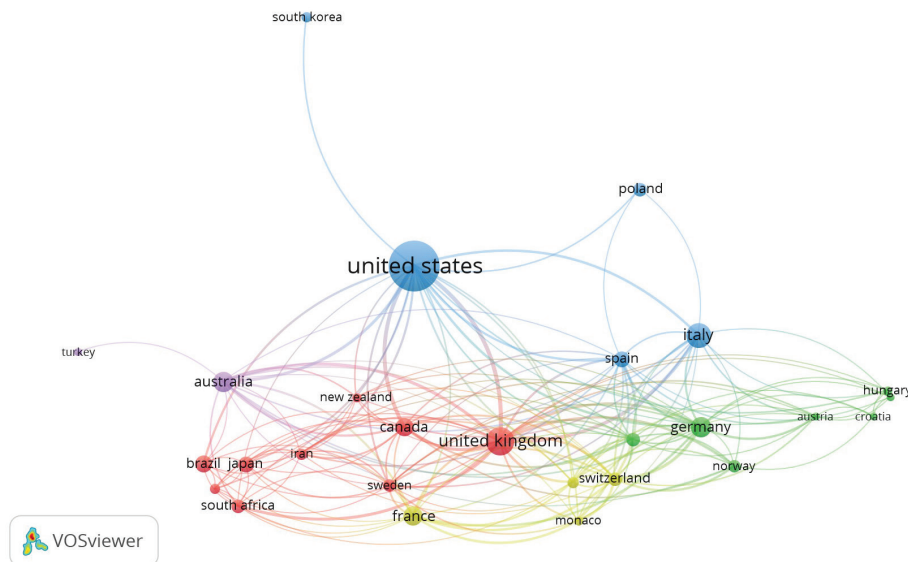 south korea
poland
united states
italy
turkey
spain
australia
hungary
new zealand
austria
croatia
canada
germany
united kingdom
iran
brazil
japan
norway
switzerland
sweden
south africa
france
monaco
VOSviewer